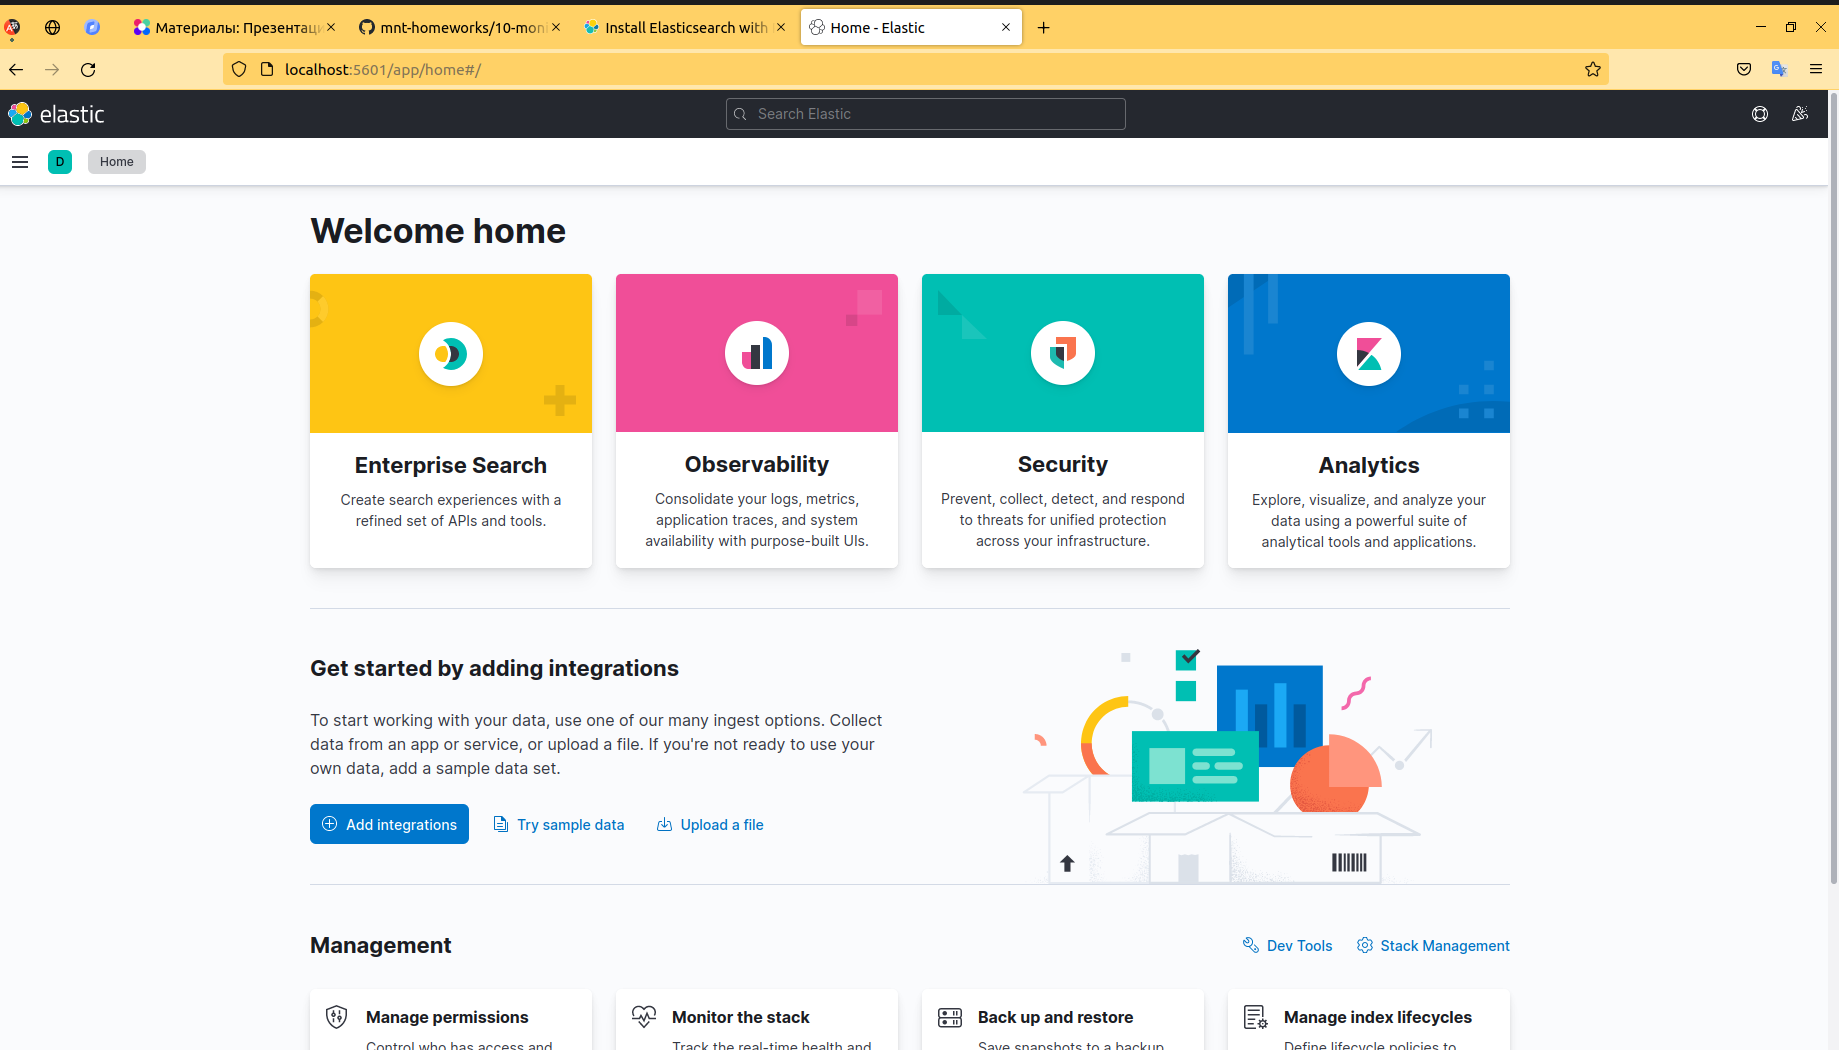 Материалы: Презентац
mnt-homeworks/10-mon
Install Elasticsearch with
Home - Elastic
localhost:5601/app/home#/
elastic
Search Elastic
D
Home
Welcome home
Enterprise Search
Create search experiences with a
refined set of APIs and tools.
Observability
Consolidate your logs, metrics,
application traces, and system
availability with purpose-built UIs.
Security
Prevent, collect, detect, and respond
to threats for unified protection
across your infrastructure.
Analytics
Explore, visualize, and analyze your
data using a powerful suite of
analytical tools and applications.
Get started by adding integrations
To start working with your data, use one of our many ingest options. Collect
data from an app or service, or upload a file. If you're not ready to use your
own data, add a sample data set.
Add integrations
Try sample data
Upload a file
Management
Dev Tools
Stack Management
Manage permissions
Control who has access and
Monitor the stack
Track the real-time health and
Back up and restore
Save snapshots to a backup
Manage index lifecycles
Define lifecycle policies to